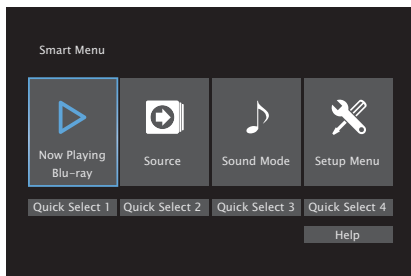 Smart Menu
Now Playing
Blu-ray
Source
Sound Mode
Setup Menu
Quick Select 1
Quick Select 2
Quick Select 3
Quick Select 4
Help